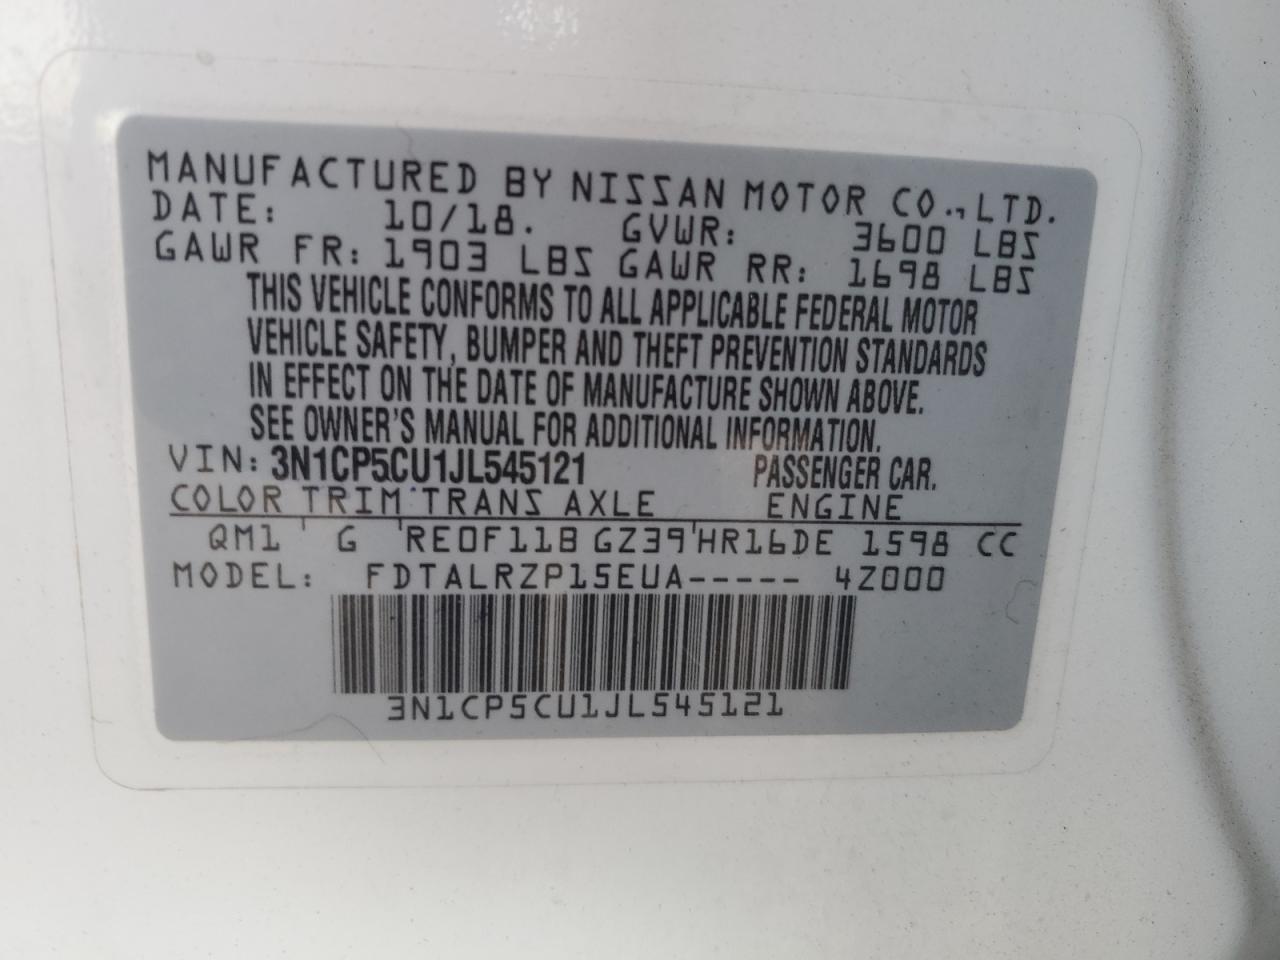 MANUFACTURED BY NISSAN MOTOR CO.,LTD.
DATE: 10/18. GVWR: 3600 LBS
GAWR FR: 1903 LBS GAWR RR: 1698 LBS
THIS VEHICLE CONFORMS TO ALL APPLICABLE FEDERAL MOTOR
VEHICLE SAFETY, BUMPER AND THEFT PREVENTION STANDARDS
IN EFFECT ON THE DATE OF MANUFACTURE SHOWN ABOVE.
SEE OWNER'S MANUAL FOR ADDITIONAL INFORMATION.
VIN: 3N1CP5CU1JL545121 PASSENGER CAR.
COLOR TRIM TRANS AXLE ENGINE
QM1 G RE0F11B GZ39 HR16DE 1598 CC
MODEL: FDTALRZP15EUA----- 4Z000
3N1CP5CU1JL545121